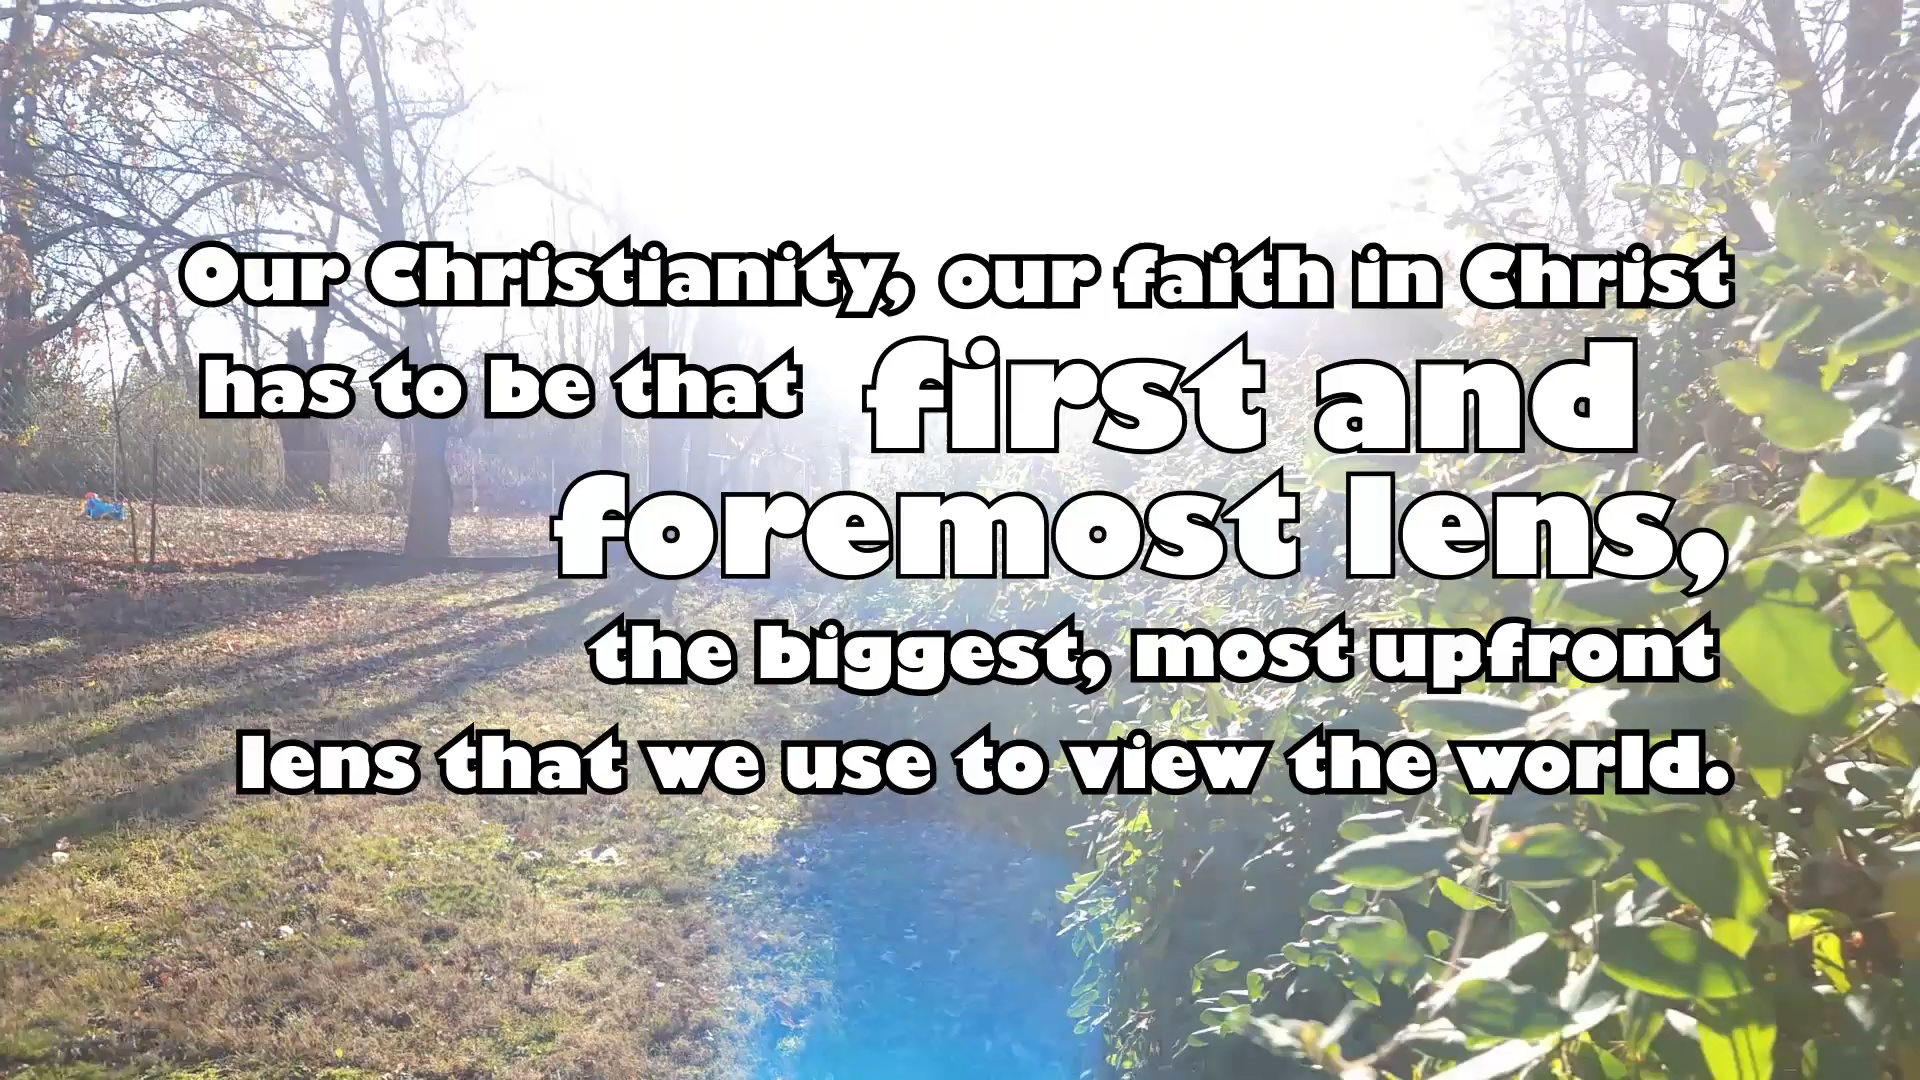 Our Christianity, our faith in Christ
has to be that first and
foremost lens,
the biggest, most upfront
lens that we use to view the world.